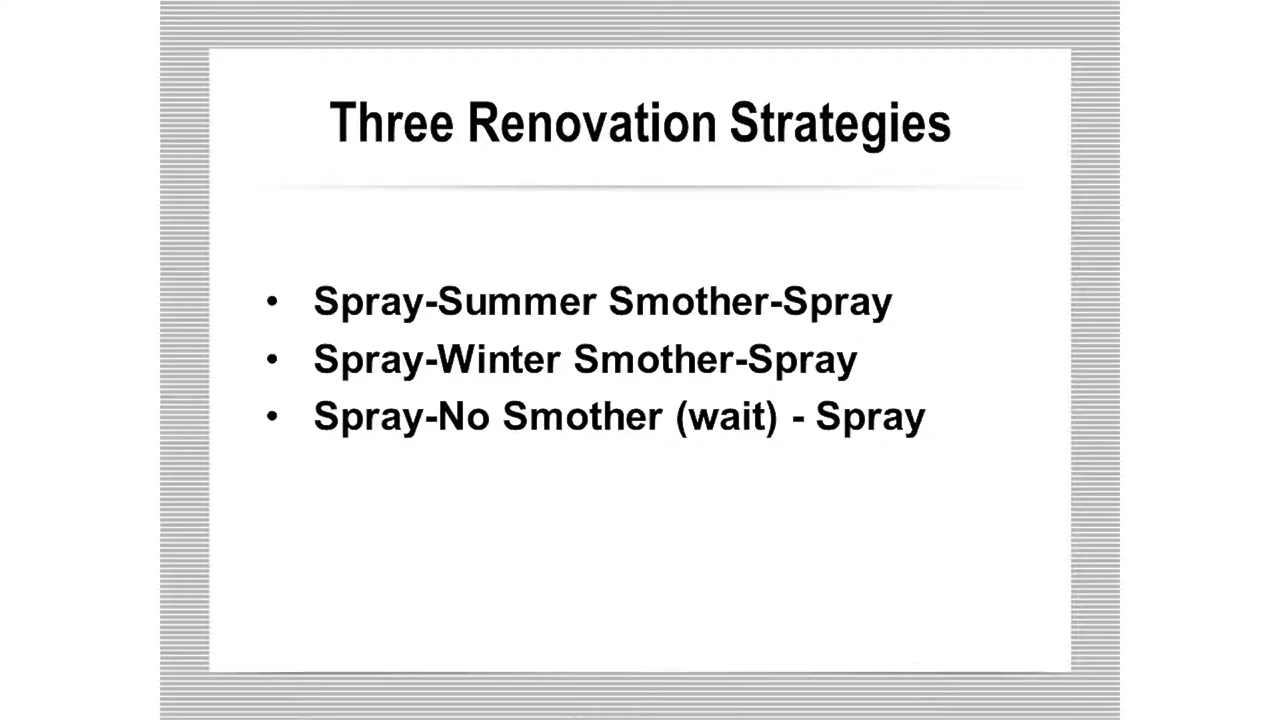 Three Renovation Strategies
• Spray-Summer Smother-Spray
• Spray-Winter Smother-Spray
• Spray-No Smother (wait) - Spray